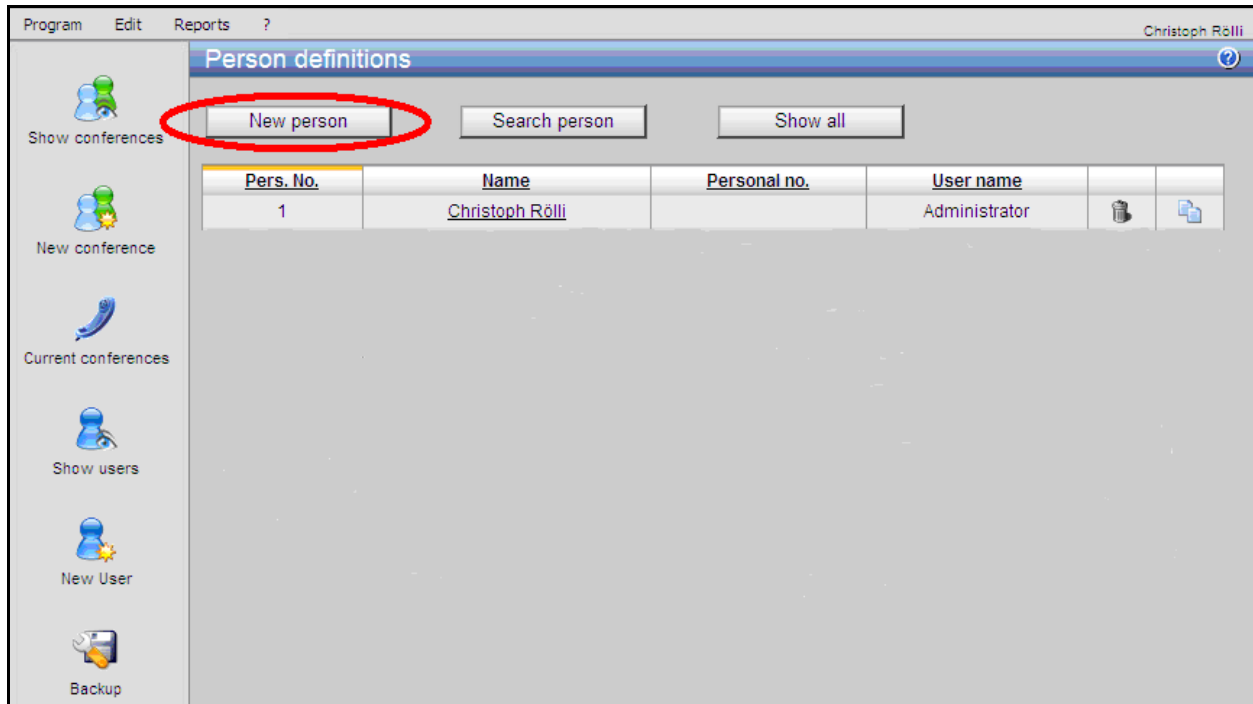 Program Edit Reports ?
Christoph Rölli
Person definitions
Show conferences
New person Search person Show all
Pers. No. Name Personal no. User name
1 Christoph Rölli Administrator
New conference
Current conferences
Show users
New User
Backup